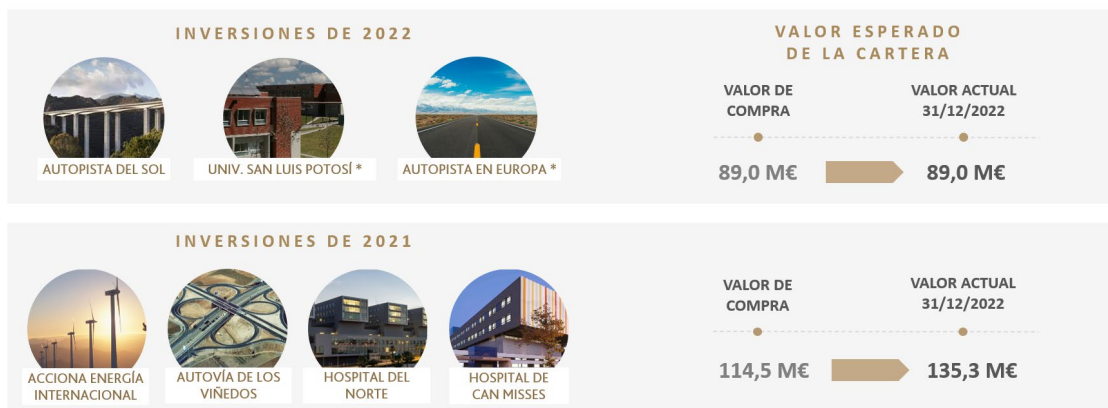 INVERSIONES DE 2022
AUTOPISTA DEL SOL
UNIV. SAN LUIS POTOSÍ *
AUTOPISTA EN EUROPA *
VALOR ESPERADO
DE LA CARTERA
VALOR DE
COMPRA
VALOR ACTUAL
31/12/2022
89,0 M€
89,0 M€
INVERSIONES DE 2021
ACCIONA ENERGÍA
INTERNACIONAL
AUTOVÍA DE LOS
VIÑEDOS
HOSPITAL DEL
NORTE
HOSPITAL DE
CAN MISSES
VALOR DE
COMPRA
VALOR ACTUAL
31/12/2022
114,5 M€
135,3 M€